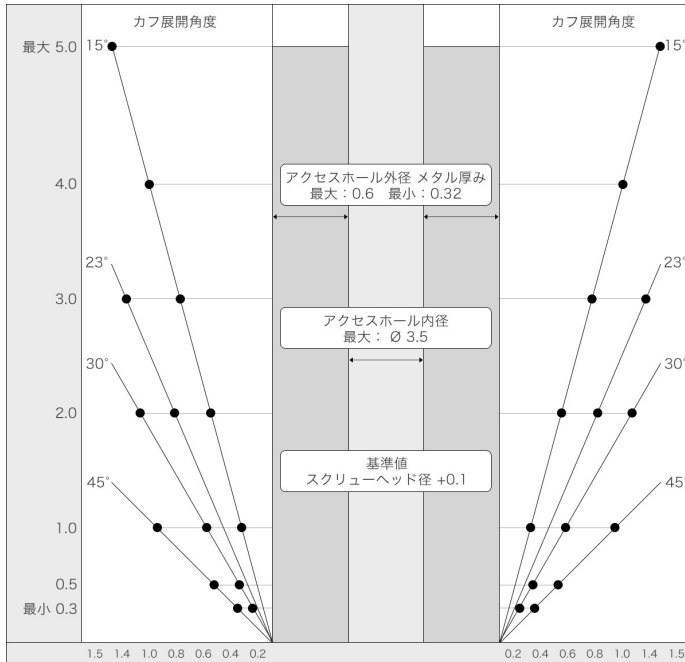 カフ展開角度
カフ展開角度
最大 5.0
15°
15°
アクセスホール外径 メタル厚み
最大：0.6　最小：0.32
4.0
23°
23°
3.0
アクセスホール内径
最大： Ø 3.5
30°
30°
2.0
基準値
スクリューヘッド径 +0.1
45°
45°
1.0
0.5
最小 0.3
1.5 1.4 1.0 0.8 0.6 0.4 0.2
0.2 0.4 0.6 0.8 1.0 1.4 1.5